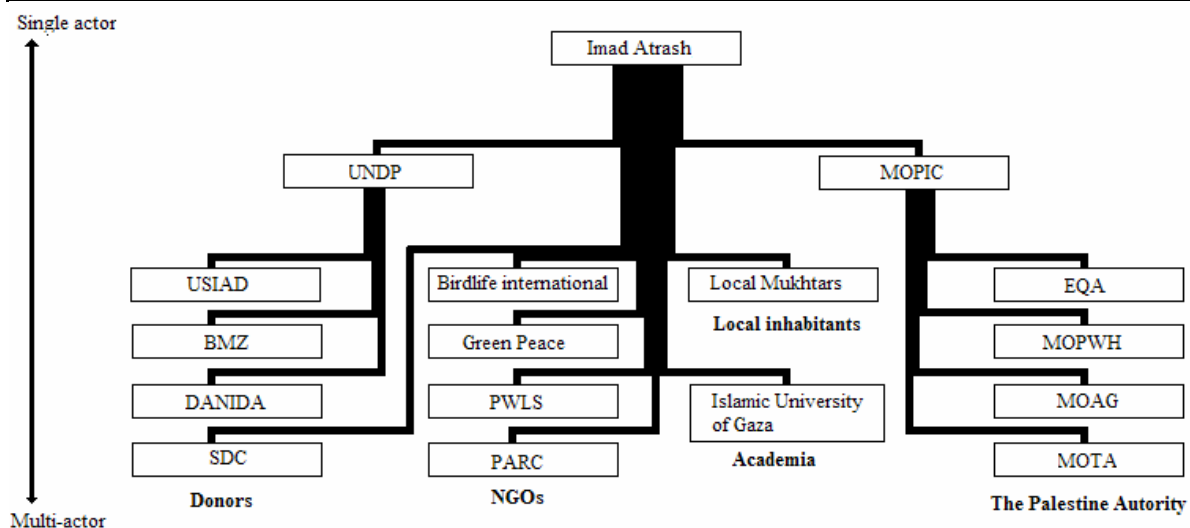 Single actor
Imad Atrash
UNDP
MOPIC
USIAD
Birdlife international
Local Mukhtars
EQA
Local inhabitants
BMZ
Green Peace
MOPWH
DANIDA
PWLS
Islamic University
of Gaza
MOAG
SDC
PARC
Academia
MOTA
Donors
NGOs
The Palestine Autority
Multi-actor